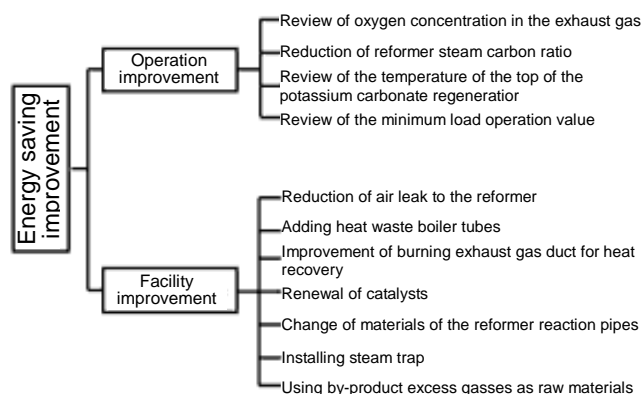 Energy saving
improvement
Operation
improvement
Review of oxygen concentration in the exhaust gas
Reduction of reformer steam carbon ratio
Review of the temperature of the top of the
potassium carbonate regeneratior
Review of the minimum load operation value
Facility
improvement
Reduction of air leak to the reformer
Adding heat waste boiler tubes
Improvement of burning exhaust gas duct for heat
recovery
Renewal of catalysts
Change of materials of the reformer reaction pipes
Installing steam trap
Using by-product excess gasses as raw materials